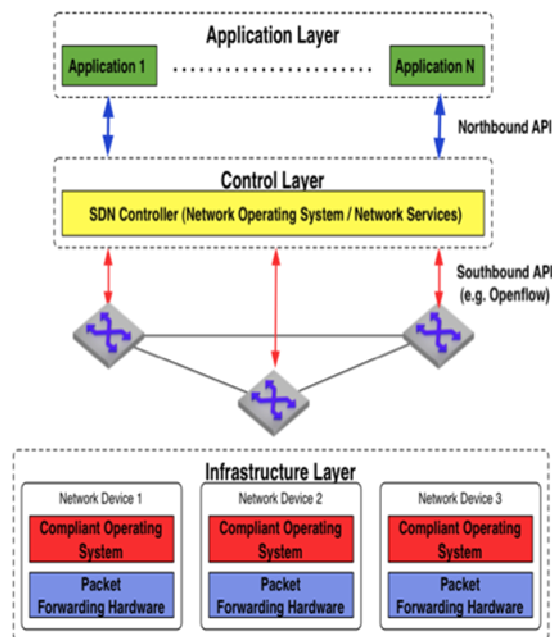 Application Layer
Application 1
Application N
Northbound API
Control Layer
SDN Controller (Network Operating System / Network Services)
Southbound API
(e.g. Openflow)
Infrastructure Layer
Network Device 1
Compliant Operating
System
Packet
Forwarding Hardware
Network Device 2
Compliant Operating
System
Packet
Forwarding Hardware
Network Device 3
Compliant Operating
System
Packet
Forwarding Hardware